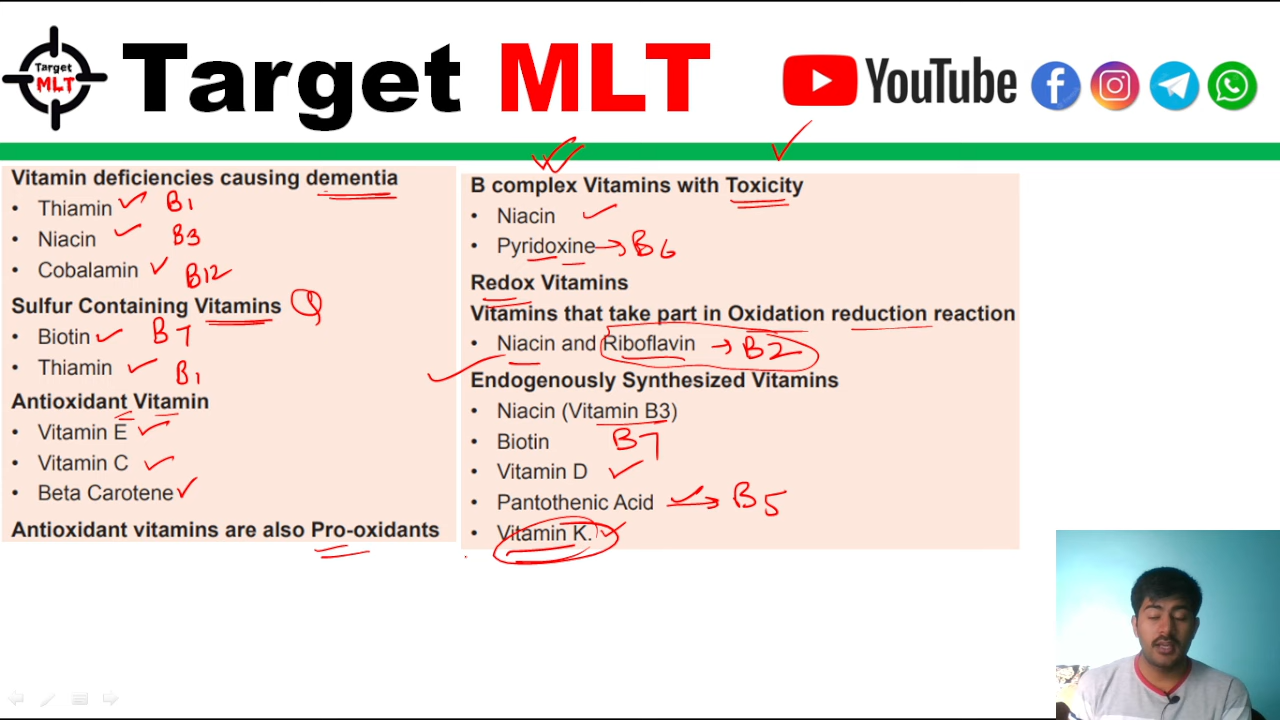 Target
MLT
Target MLT
YouTube
Vitamin deficiencies causing dementia
• Thiamin B1
• Niacin B3
• Cobalamin B12
Sulfur Containing Vitamins
• Biotin B7
• Thiamin B1
Antioxidant Vitamin
• Vitamin E
• Vitamin C
• Beta Carotene
Antioxidant vitamins are also Pro-oxidants
B complex Vitamins with Toxicity
• Niacin
• Pyridoxine → B6
Redox Vitamins
Vitamins that take part in Oxidation reduction reaction
• Niacin and Riboflavin → B2
Endogenously Synthesized Vitamins
• Niacin (Vitamin B3)
• Biotin B7
• Vitamin D
• Pantothenic Acid → B5
• Vitamin K.